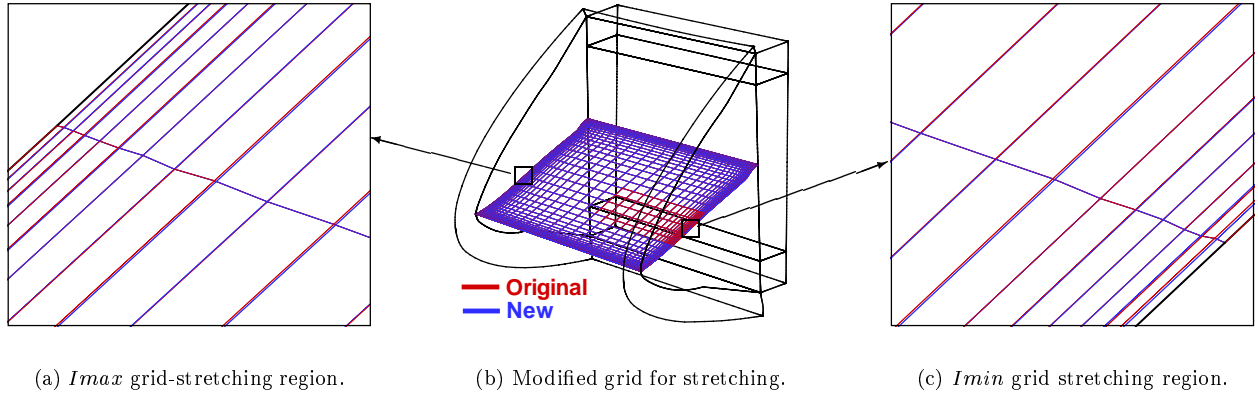 Original
New
(a) Imax grid-stretching region.
(b) Modified grid for stretching.
(c) Imin grid stretching region.